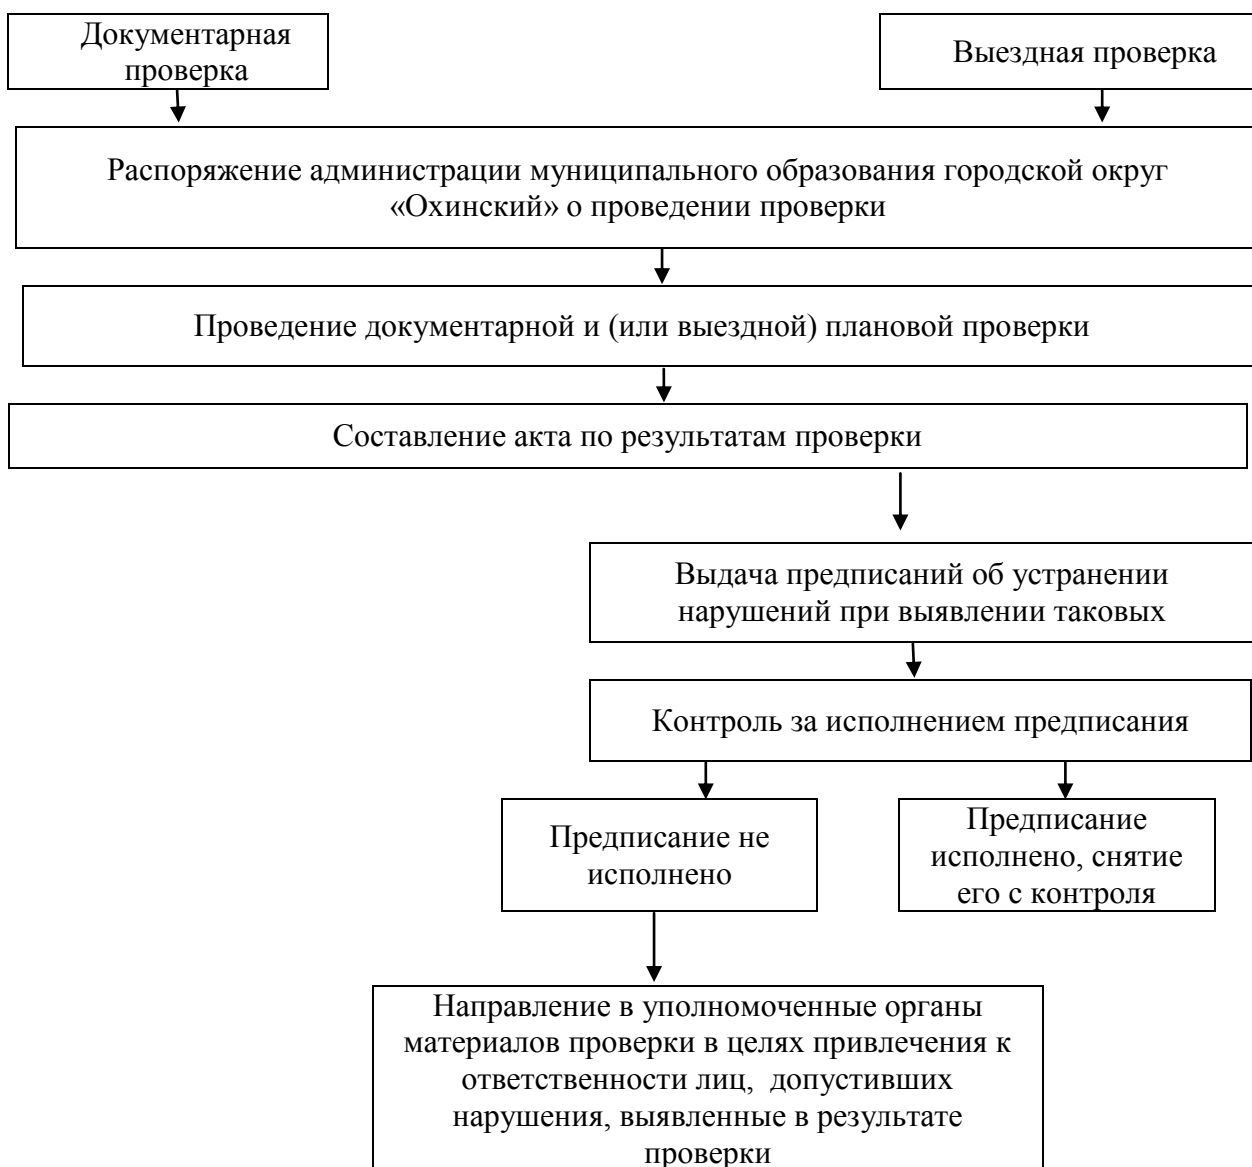 Документарная
проверка
Выездная проверка
Распоряжение администрации муниципального образования городской округ
«Охинский» о проведении проверки
Проведение документарной и (или выездной) плановой проверки
Составление акта по результатам проверки
Выдача предписаний об устранении
нарушений при выявлении таковых
Контроль за исполнением предписания
Предписание не
исполнено
Предписание
исполнено, снятие
его с контроля
Направление в уполномоченные органы
материалов проверки в целях привлечения к
ответственности лиц, допустивших
нарушения, выявленные в результате
проверки